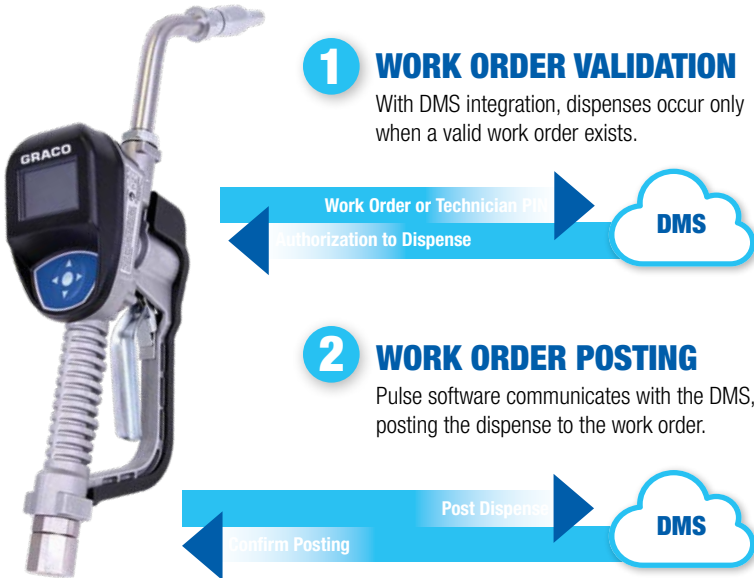 GRACO
1 WORK ORDER VALIDATION
With DMS integration, dispenses occur only
when a valid work order exists.
Work Order or Technician PIN
Authorization to Dispense
DMS
2 WORK ORDER POSTING
Pulse software communicates with the DMS,
posting the dispense to the work order.
Post Dispense
Confirm Posting
DMS